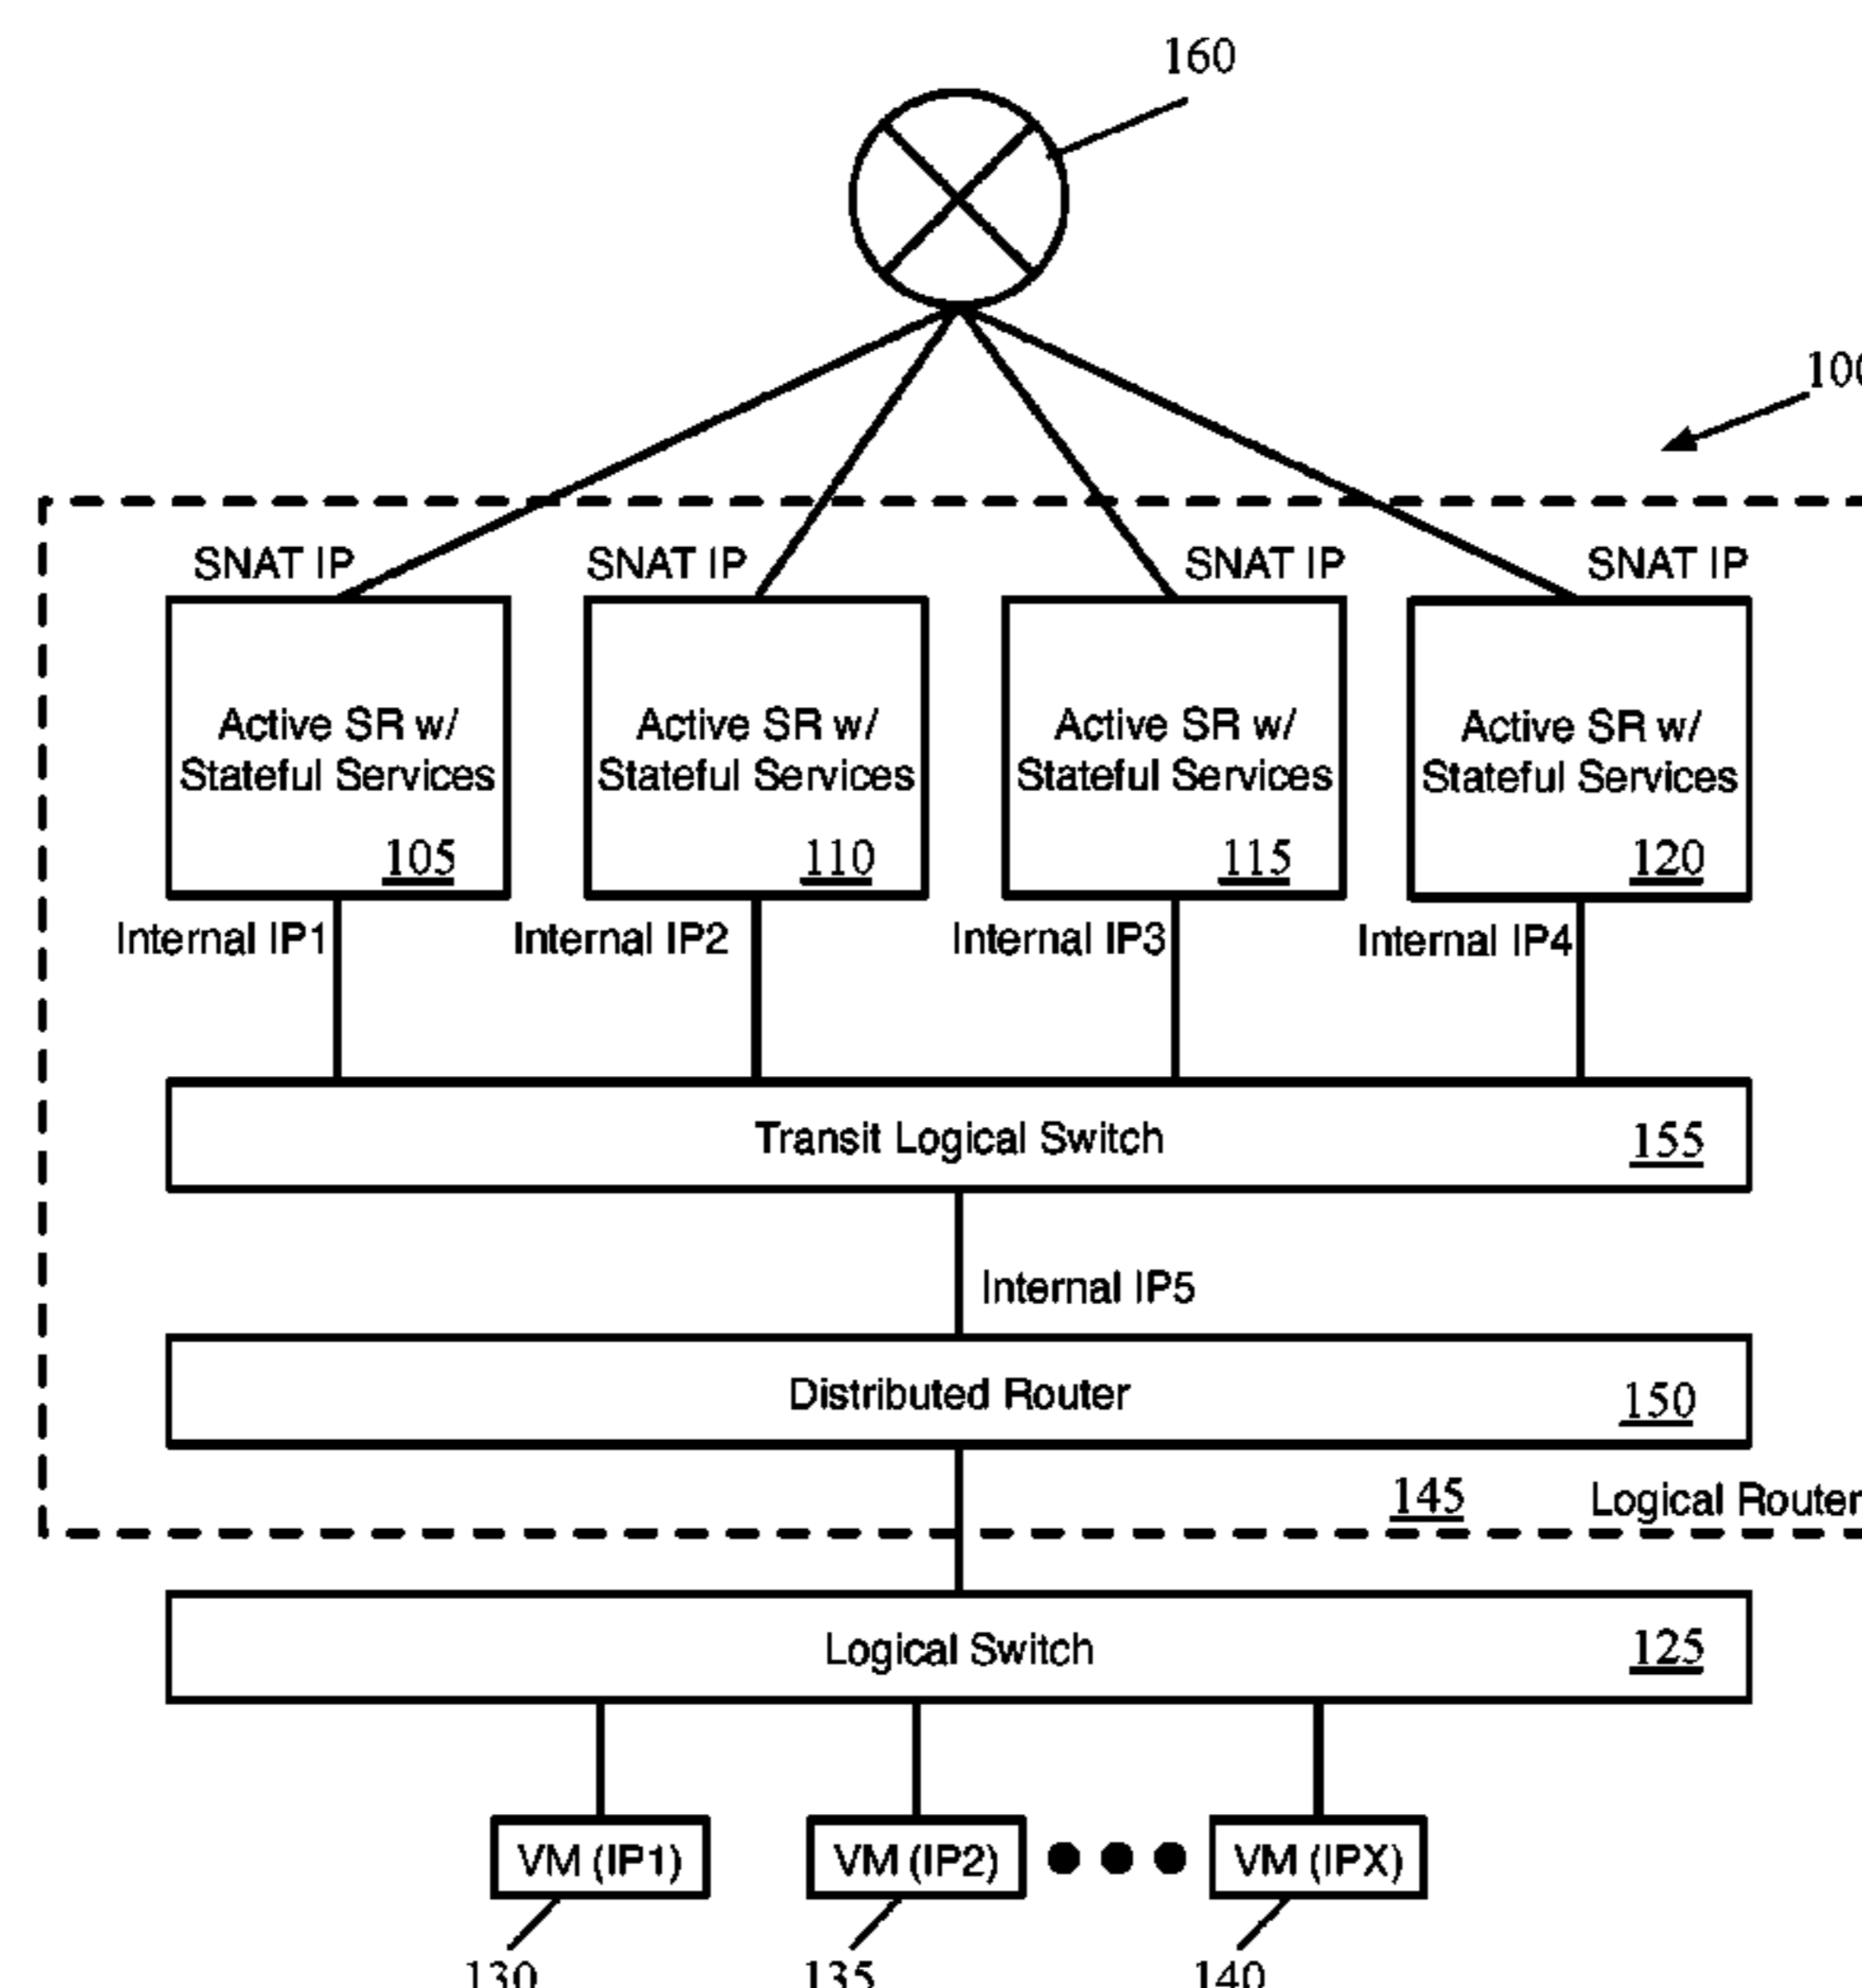 160
100
SNAT IP SNAT IP SNAT IP SNAT IP
Active SR w/
Stateful Services
105
Active SR w/
Stateful Services
110
Active SR w/
Stateful Services
115
Active SR w/
Stateful Services
120
Internal IP1 Internal IP2 Internal IP3 Internal IP4
Transit Logical Switch 155
Internal IP5
Distributed Router 150
145 Logical Router
Logical Switch 125
VM (IP1) VM (IP2) VM (IPX)
130 135 140